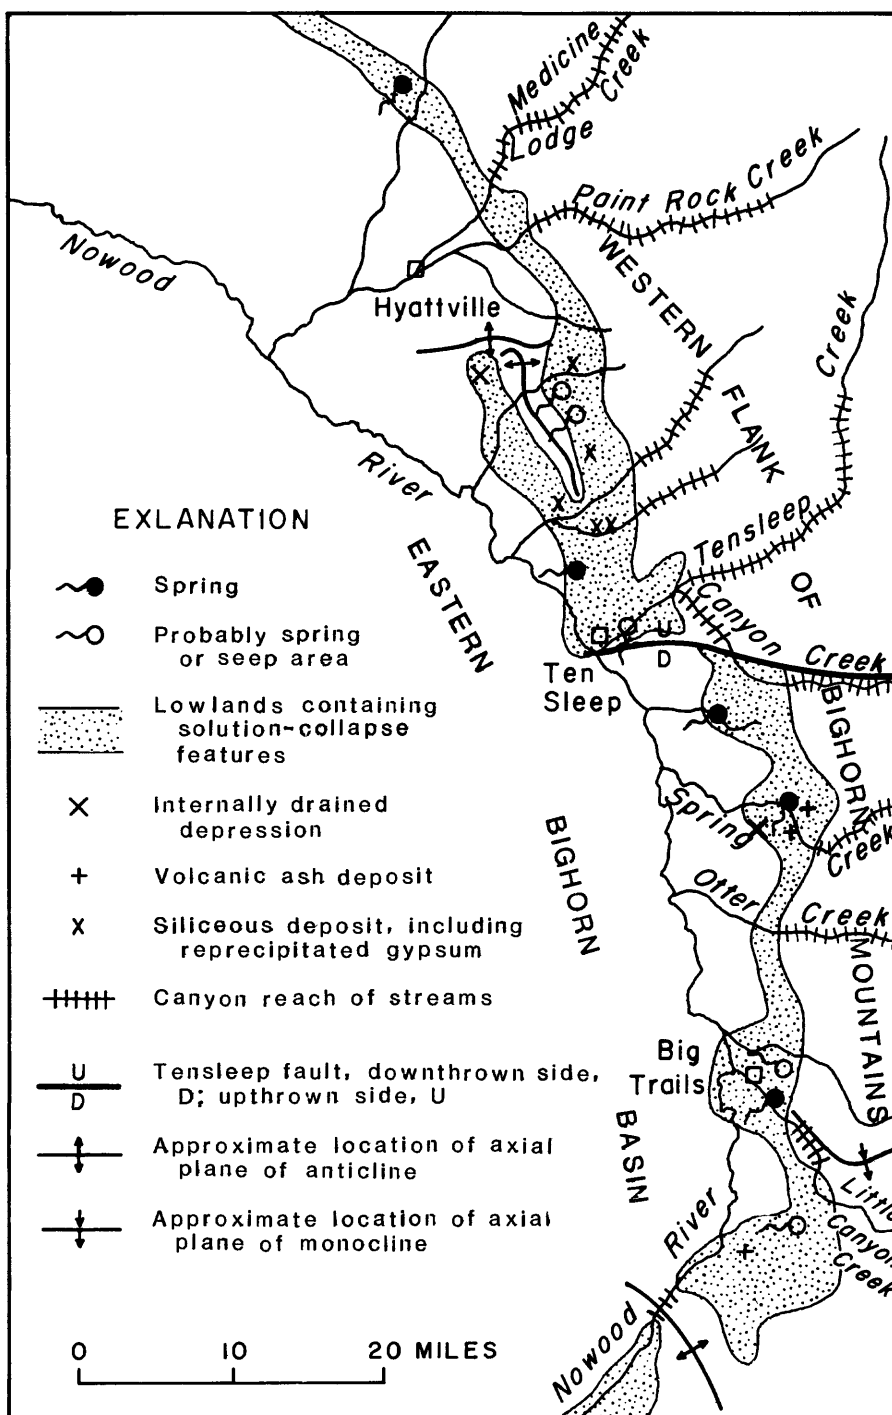 Medicine
Lodge
Creek
Paint Rock Creek
Nowood
River
Hyattville
WESTERN
FLANK
OF
BIGHORN
MOUNTAINS
Creek
Tensleep
Canyon
Creek
U
D
Ten
Sleep
EASTERN
BIGHORN
BASIN
Spring
Creek
Otter
Creek
Big
Trails
Little
Canyon
Creek
Nowood
River
EXLANATION
Spring
Probably spring
or seep area
Lowlands containing
solution-collapse
features
Internally drained
depression
Volcanic ash deposit
Siliceous deposit, including
reprecipitated gypsum
Canyon reach of streams
U
D
Tensleep fault, downthrown side,
D; upthrown side, U
Approximate location of axial
plane of anticline
Approximate location of axial
plane of monocline
0 10 20 MILES